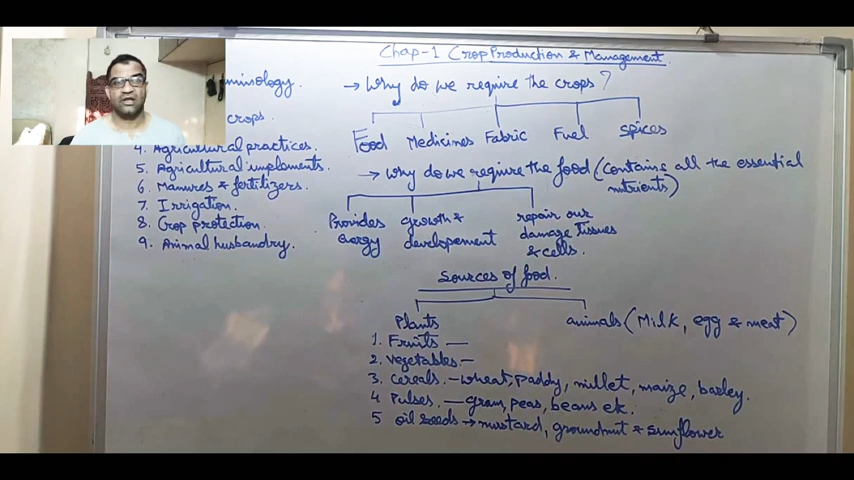 Chap-1 Crop Production & Management.
minology.
crops.
4. Agricultural practices.
5. Agricultural implements.
6 Manures & fertilizers.
7. Irrigation.
8. Crop protection.
9. Animal husbandry.
→ Why do we require the crops?
Food Medicines Fabric Fuel spices
→ why do we require the food (contains all the essential
nutrients)
Provides energy
growth & developement
repair our damage tissues & cells.
Sources of food.
Plants
animals (Milk, egg & meat)
1. Fruits —
2. Vegetables. —
3. Cereals. — wheat, Paddy, millet, maize, barley.
4 Pulses. — gram, peas, beans etc.
5 oil seeds → mustard, groundnut & sunflower